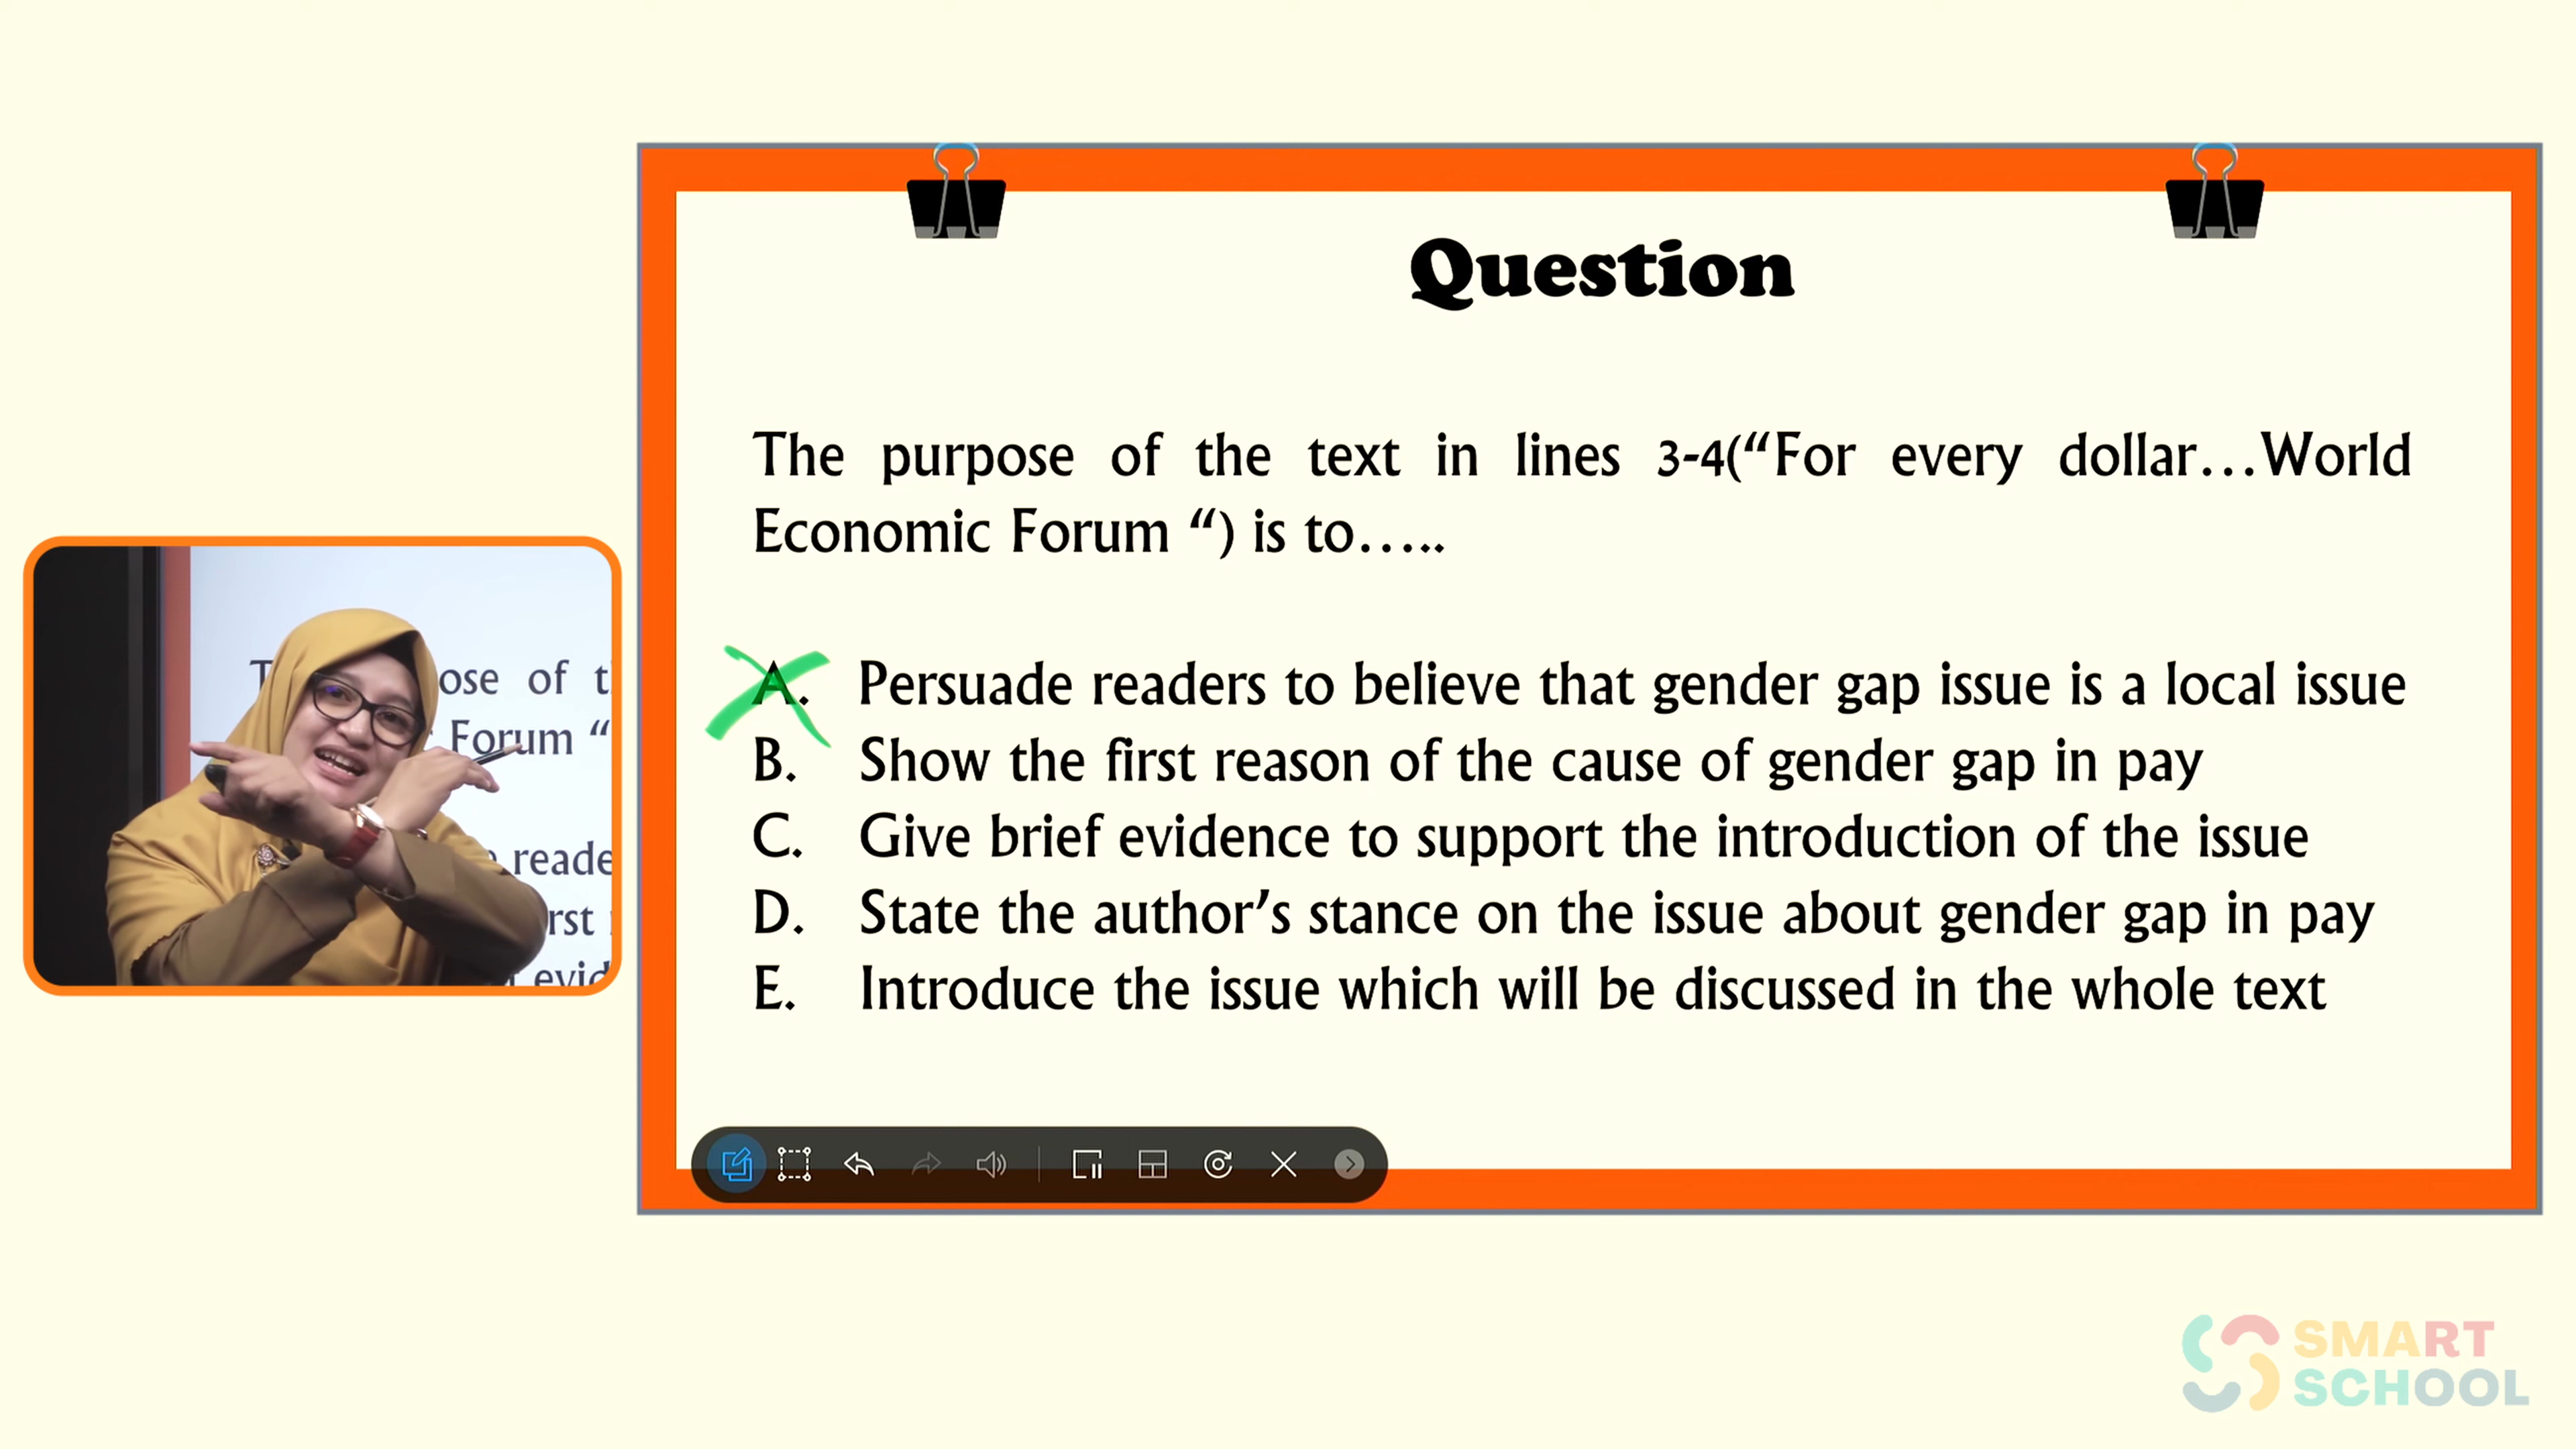 Question
The purpose of the text in lines 3-4(“For every dollar…World
Economic Forum “) is to…..
A. Persuade readers to believe that gender gap issue is a local issue
B. Show the first reason of the cause of gender gap in pay
C. Give brief evidence to support the introduction of the issue
D. State the author’s stance on the issue about gender gap in pay
E. Introduce the issue which will be discussed in the whole text
ose of t
Forum “
reade
rst
evid
SMART
SCHOOL